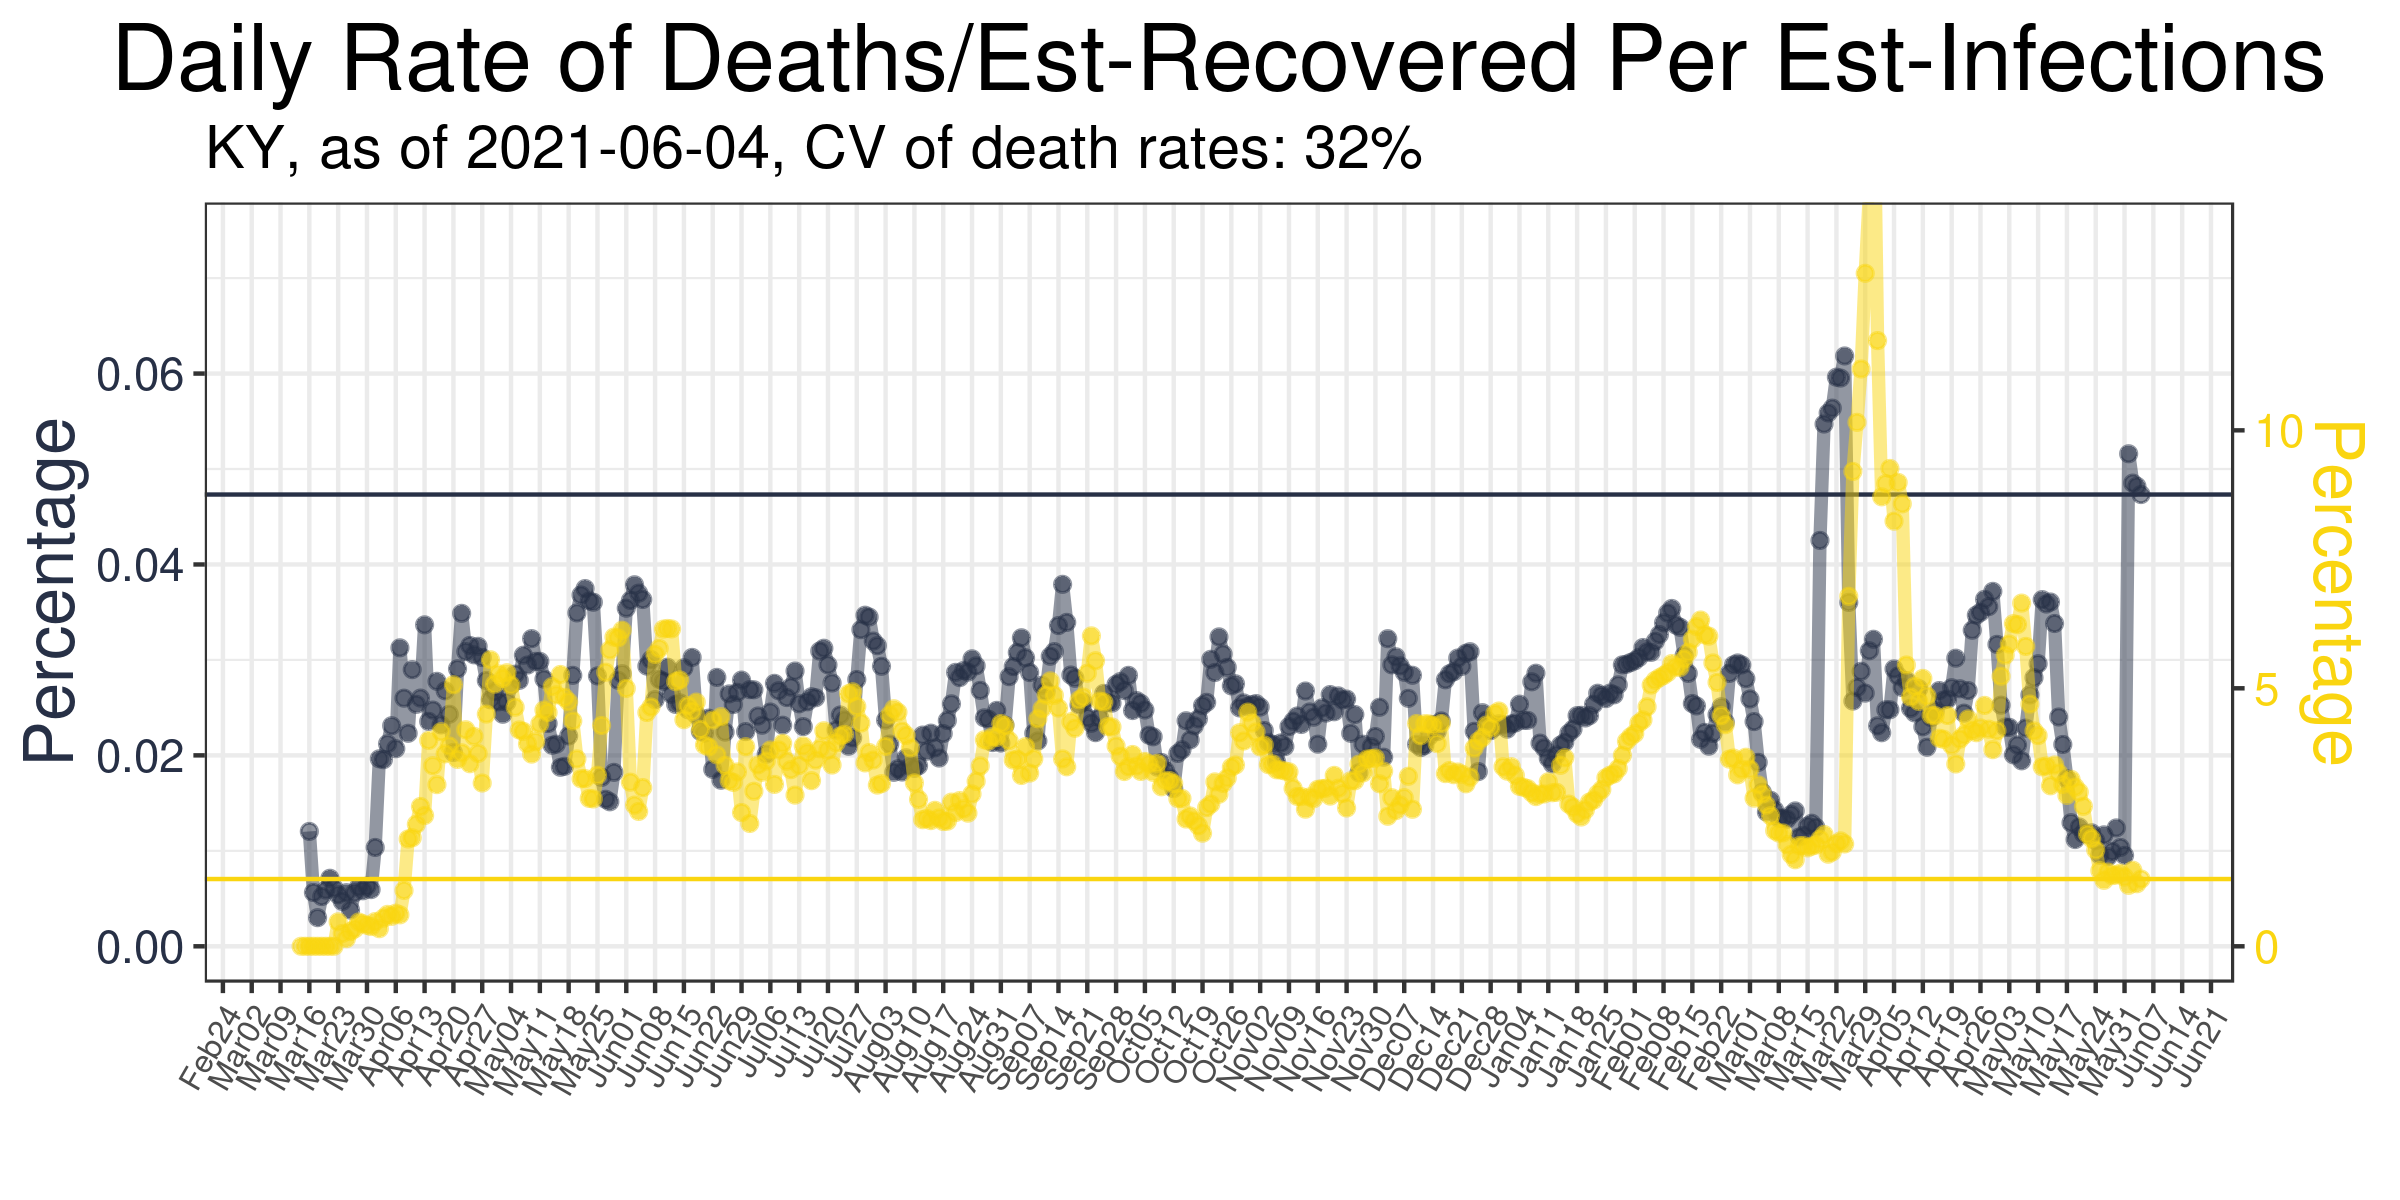 Daily Rate of Deaths/Est-Recovered Per Est-Infections
KY, as of 2021-06-04, CV of death rates: 32%
Percentage
0.06
0.04
0.02
0.00
10
5
0
Percentage
Feb24
Mar02
Mar09
Mar16
Mar23
Mar30
Apr06
Apr13
Apr20
Apr27
May04
May11
May18
May25
Jun01
Jun08
Jun15
Jun22
Jun29
Jul06
Jul13
Jul20
Jul27
Aug03
Aug10
Aug17
Aug24
Aug31
Sep07
Sep14
Sep21
Sep28
Oct05
Oct12
Oct19
Oct26
Nov02
Nov09
Nov16
Nov23
Nov30
Dec07
Dec14
Dec21
Dec28
Jan04
Jan11
Jan18
Jan25
Feb01
Feb08
Feb15
Feb22
Mar01
Mar08
Mar15
Mar22
Mar29
Apr05
Apr12
Apr19
Apr26
May03
May10
May17
May24
May31
Jun07
Jun14
Jun21